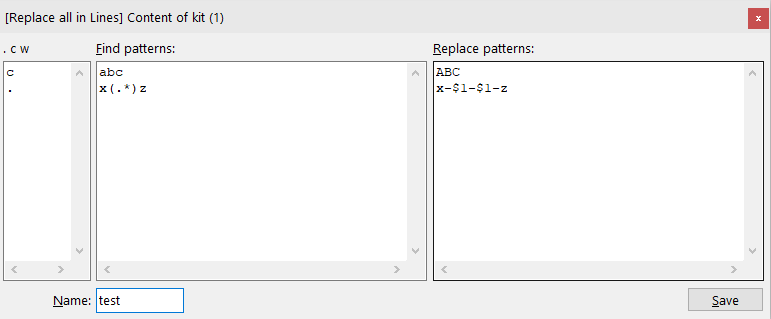 [Replace all in Lines] Content of kit (1)
x
. c w
Find patterns:
Replace patterns:
c
.
abc
x(.*)z
ABC
x-$1-$1-z
Name:
test
Save